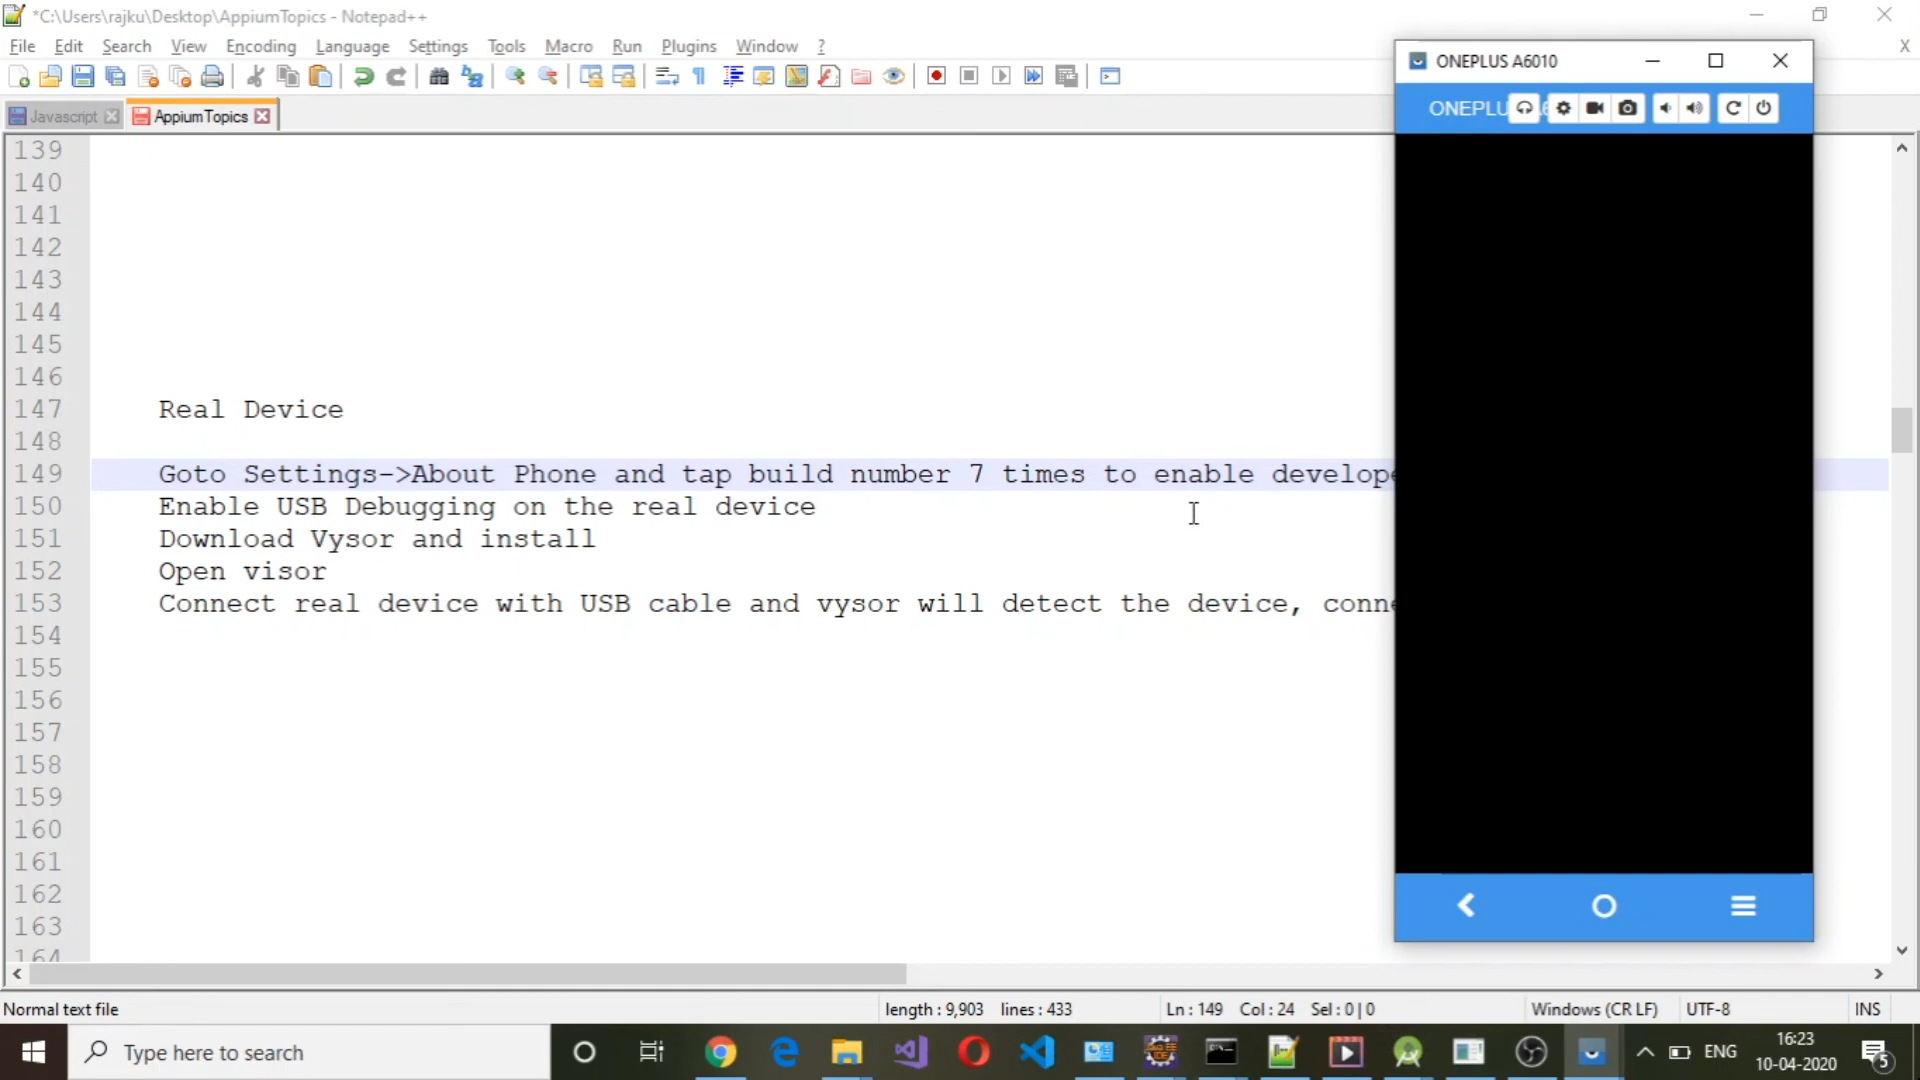 *C:\Users\rajku\Desktop\AppiumTopics - Notepad++
File Edit Search View Encoding Language Settings Tools Macro Run Plugins Window ?
X
Javascript AppiumTopics
ONEPLUS A6010
ONEPLU
139
140
141
142
143
144
145
146
147 Real Device
148
149 Goto Settings->About Phone and tap build number 7 times to enable develope
150 Enable USB Debugging on the real device
151 Download Vysor and install
152 Open visor
153 Connect real device with USB cable and vysor will detect the device, conne
154
155
156
157
158
159
160
161
162
163
164
Normal text file length : 9,903 lines : 433 Ln : 149 Col : 24 Sel : 0 | 0 Windows (CR LF) UTF-8 INS
Type here to search
ENG
16:23
10-04-2020
5